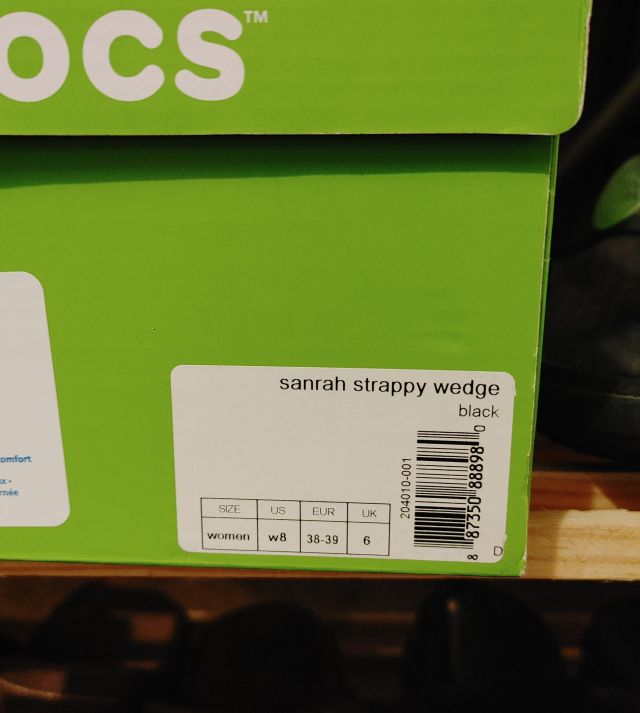 ocs™
omfort
x •
rnée
sanrah strappy wedge
black
204010-001
8 87350 88898 0
D
SIZE US EUR UK
women w8 38-39 6